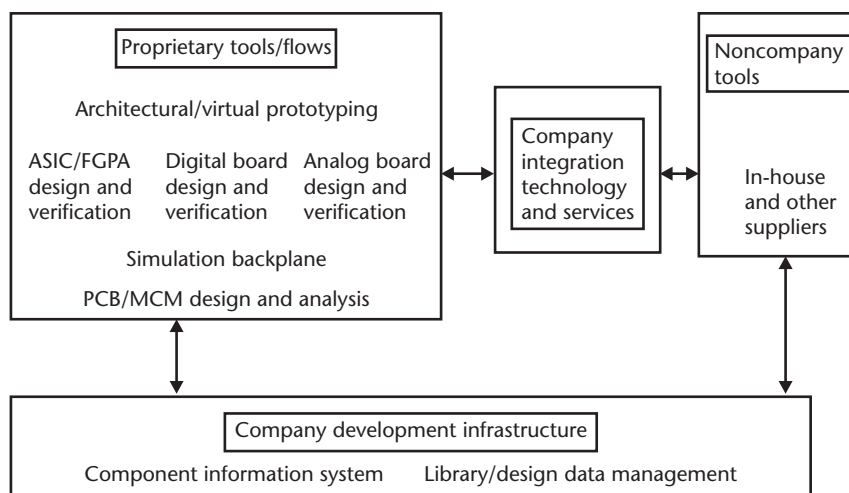 Proprietary tools/flows
Architectural/virtual prototyping
ASIC/FGPA
design and
verification
Digital board
design and
verification
Analog board
design and
verification
Simulation backplane
PCB/MCM design and analysis
Company
integration
technology
and services
Noncompany
tools
In-house
and other
suppliers
Company development infrastructure
Component information system
Library/design data management